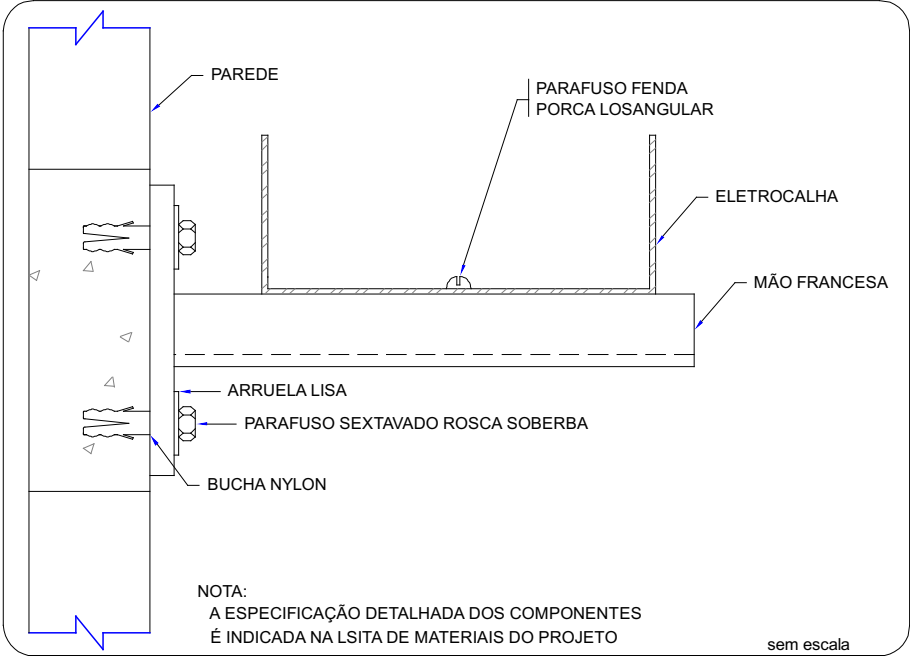 PAREDE
PARAFUSO FENDA
PORCA LOSANGULAR
ELETROCALHA
MÃO FRANCESA
ARRUELA LISA
PARAFUSO SEXTAVADO ROSCA SOBERBA
BUCHA NYLON
NOTA:
A ESPECIFICAÇÃO DETALHADA DOS COMPONENTES
É INDICADA NA LSITA DE MATERIAIS DO PROJETO
sem escala